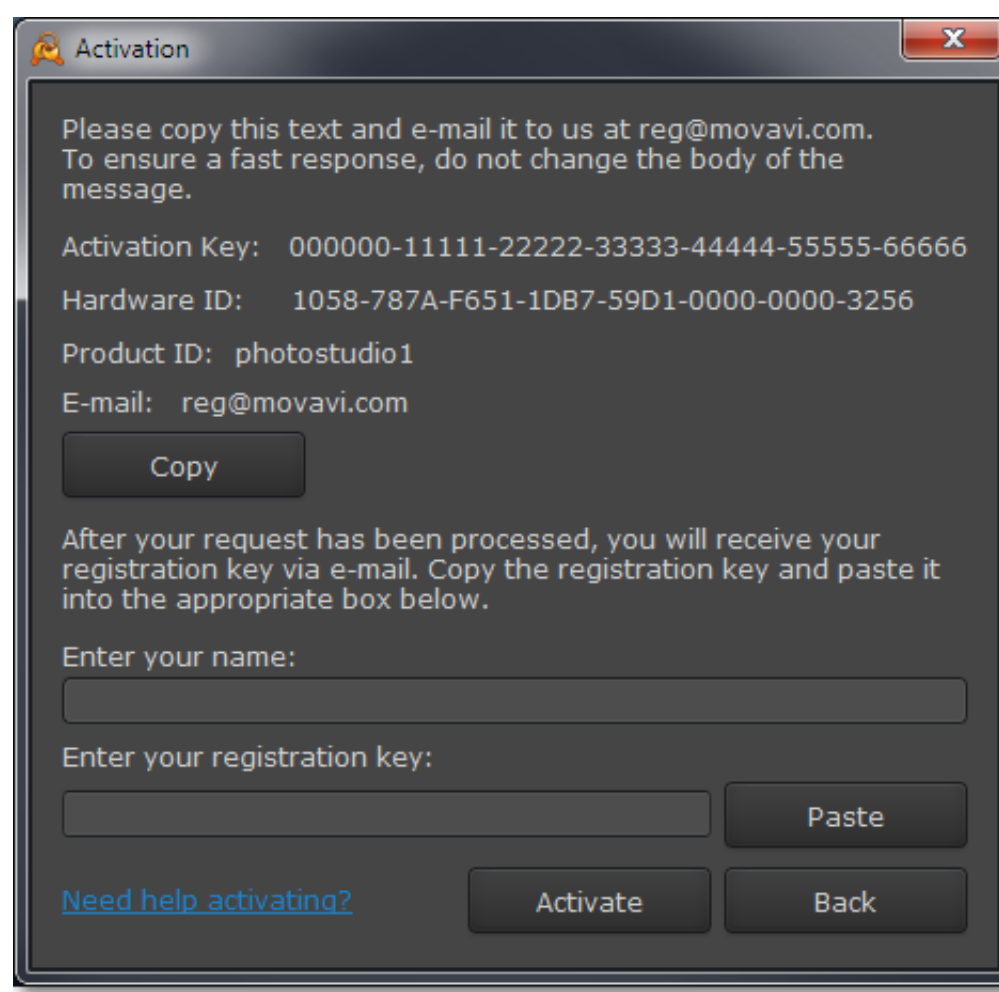 Activation
Please copy this text and e-mail it to us at reg@movavi.com.
To ensure a fast response, do not change the body of the
message.
Activation Key: 000000-11111-22222-33333-44444-55555-66666
Hardware ID: 1058-787A-F651-1DB7-59D1-0000-0000-3256
Product ID: photostudio1
E-mail: reg@movavi.com
Copy
After your request has been processed, you will receive your
registration key via e-mail. Copy the registration key and paste it
into the appropriate box below.
Enter your name:
Enter your registration key:
Paste
Need help activating? Activate Back